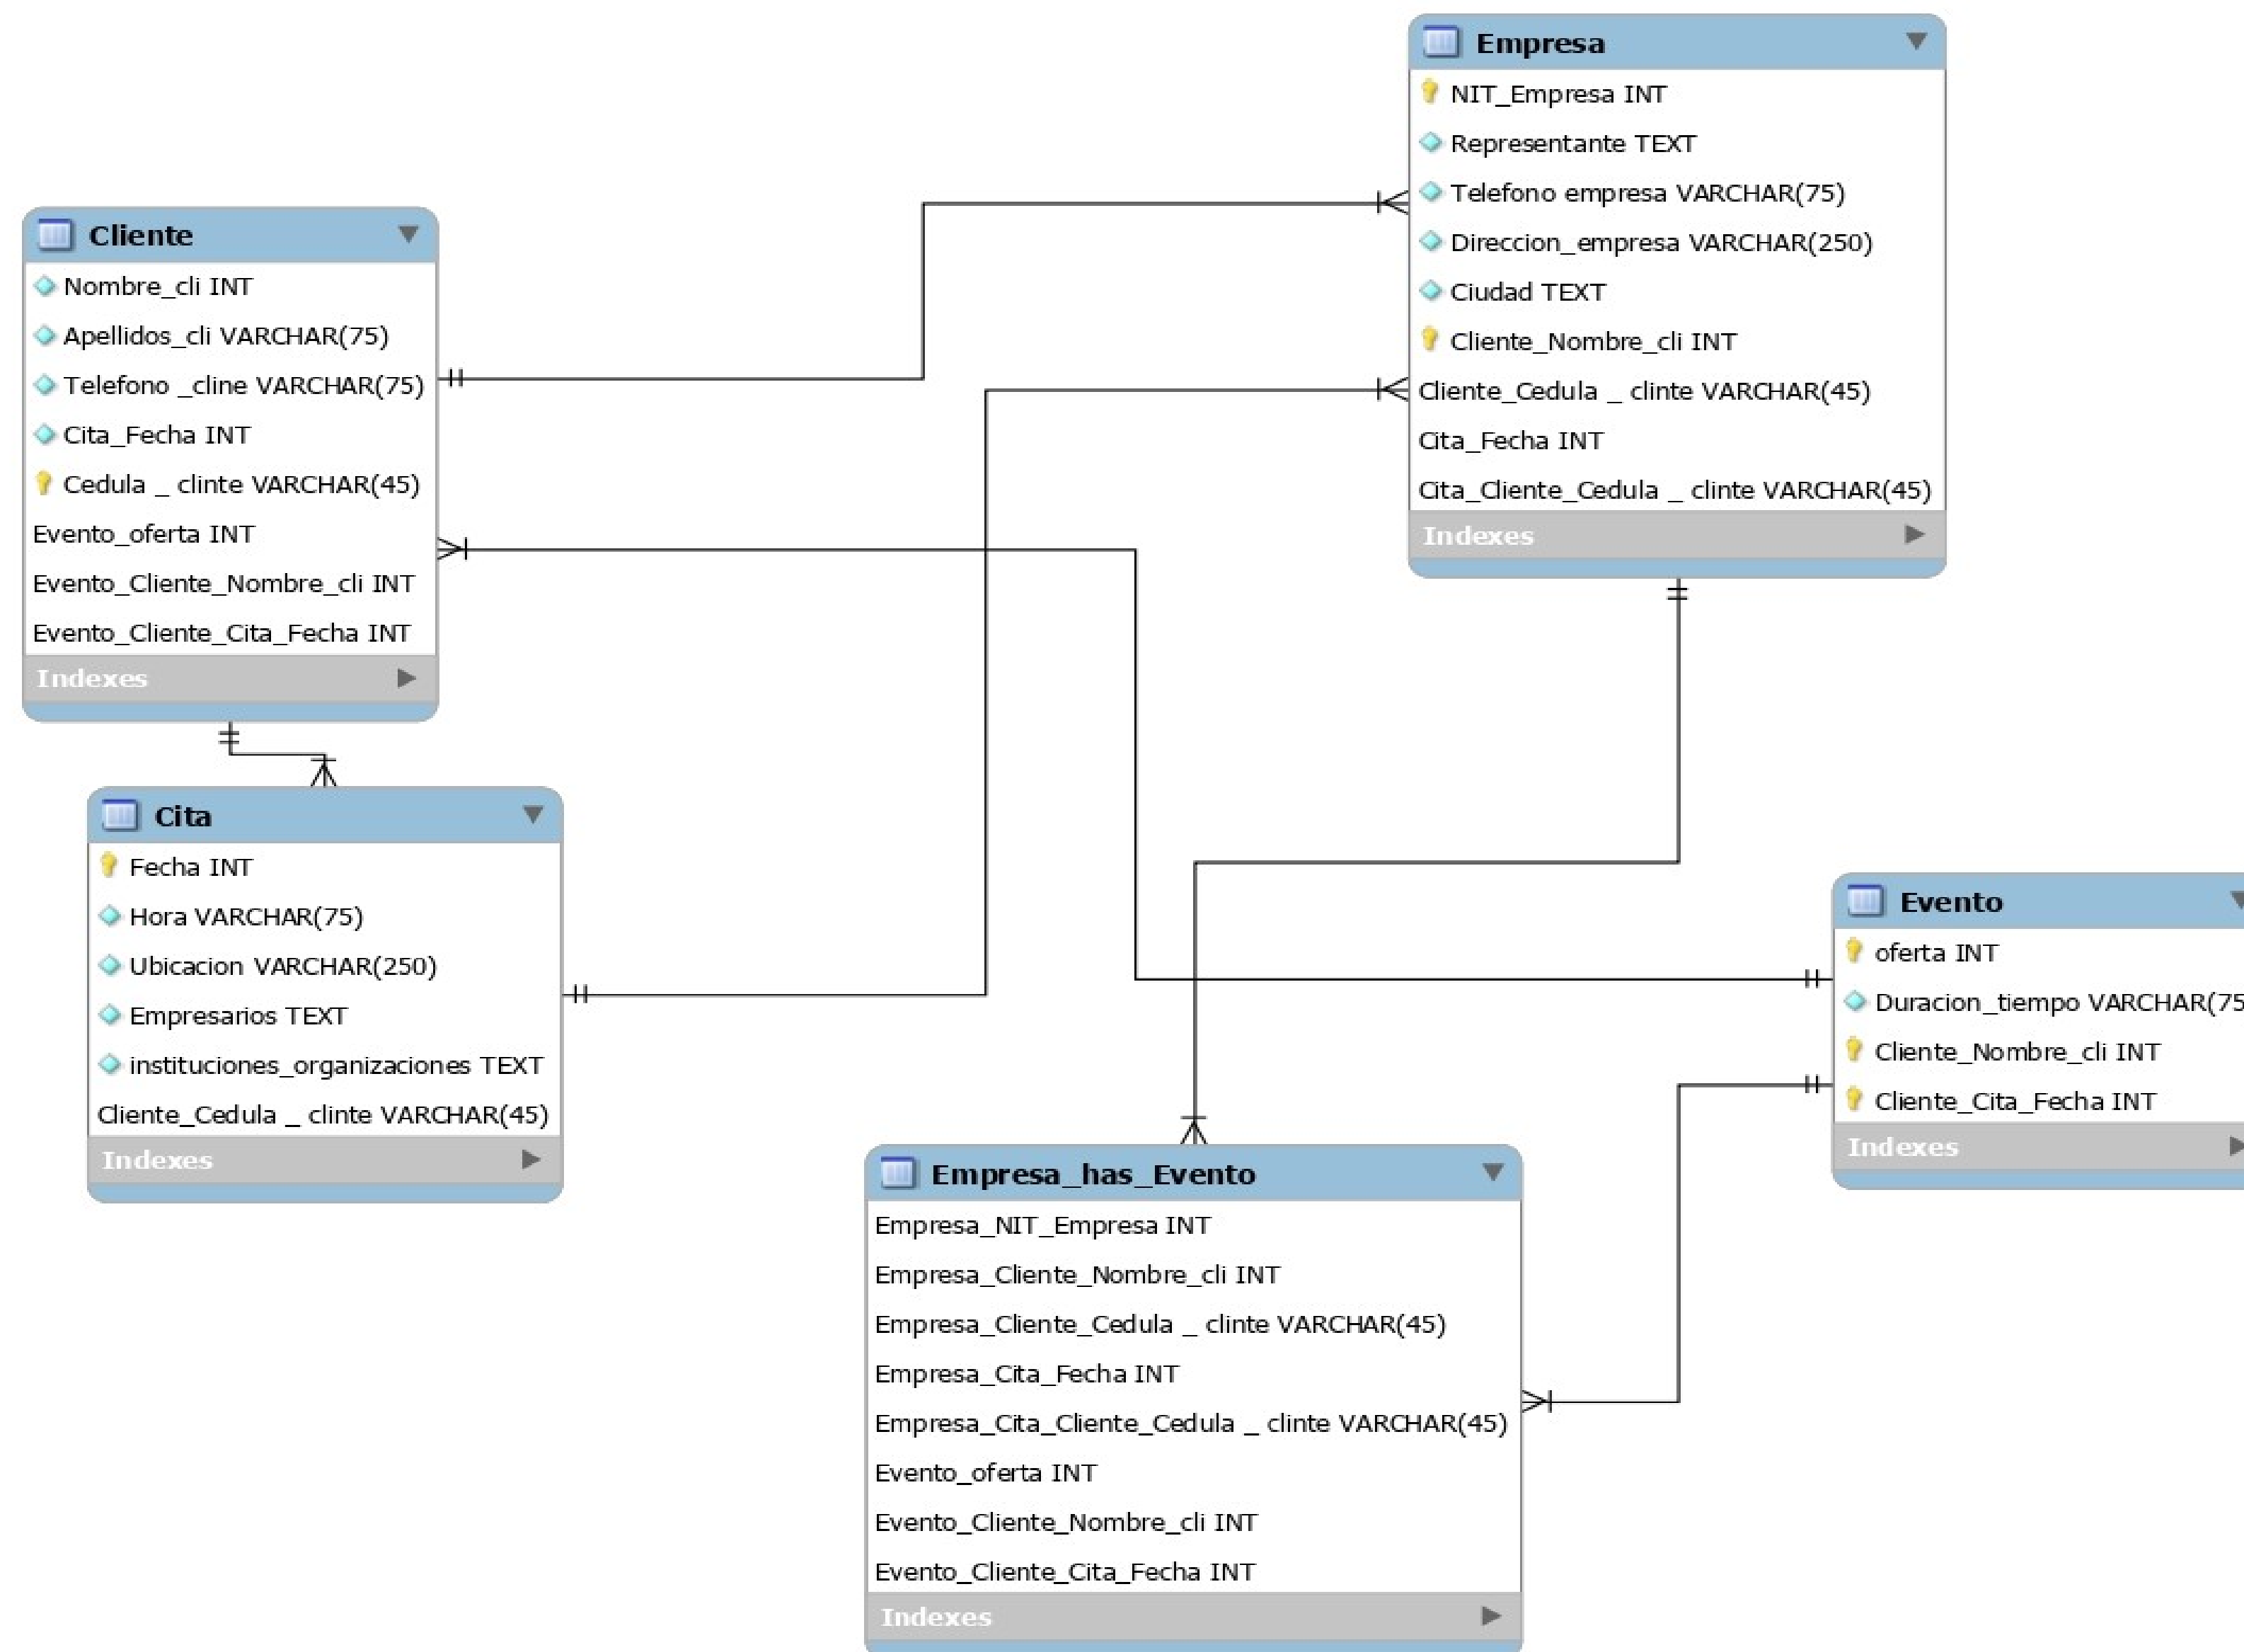 Empresa
NIT_Empresa INT
Representante TEXT
Telefono empresa VARCHAR(75)
Direccion_empresa VARCHAR(250)
Ciudad TEXT
Cliente_Nombre_cli INT
Cliente_Cedula _ clinte VARCHAR(45)
Cita_Fecha INT
Cita_Cliente_Cedula _ clinte VARCHAR(45)
Indexes
Cliente
Nombre_cli INT
Apellidos_cli VARCHAR(75)
Telefono _cline VARCHAR(75)
Cita_Fecha INT
Cedula _ clinte VARCHAR(45)
Evento_oferta INT
Evento_Cliente_Nombre_cli INT
Evento_Cliente_Cita_Fecha INT
Indexes
Cita
Fecha INT
Hora VARCHAR(75)
Ubicacion VARCHAR(250)
Empresarios TEXT
instituciones_organizaciones TEXT
Cliente_Cedula _ clinte VARCHAR(45)
Indexes
Evento
oferta INT
Duracion_tiempo VARCHAR(75
Cliente_Nombre_cli INT
Cliente_Cita_Fecha INT
Indexes
Empresa_has_Evento
Empresa_NIT_Empresa INT
Empresa_Cliente_Nombre_cli INT
Empresa_Cliente_Cedula _ clinte VARCHAR(45)
Empresa_Cita_Fecha INT
Empresa_Cita_Cliente_Cedula _ clinte VARCHAR(45)
Evento_oferta INT
Evento_Cliente_Nombre_cli INT
Evento_Cliente_Cita_Fecha INT
Indexes